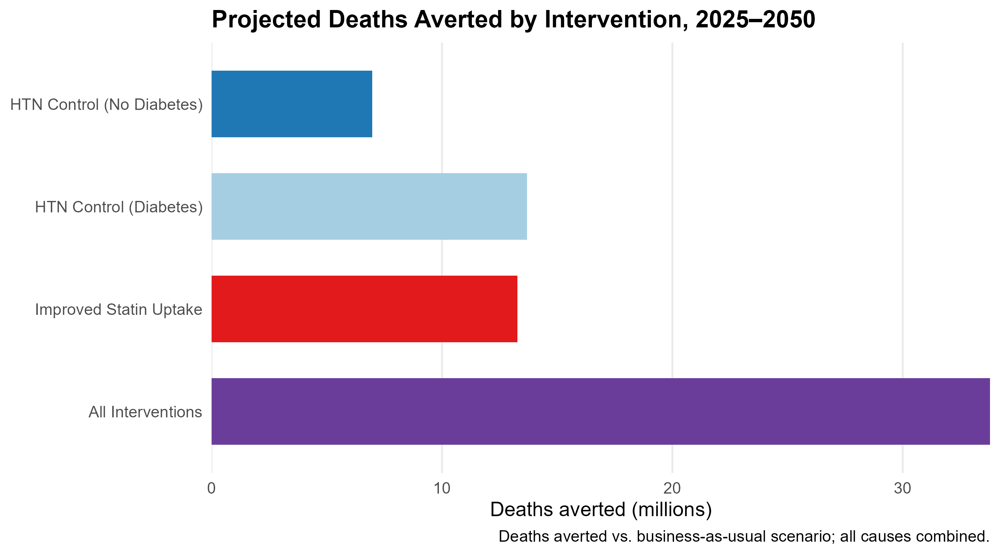 Projected Deaths Averted by Intervention, 2025–2050
HTN Control (No Diabetes)
HTN Control (Diabetes)
Improved Statin Uptake
All Interventions
0 10 20 30
Deaths averted (millions)
Deaths averted vs. business-as-usual scenario; all causes combined.